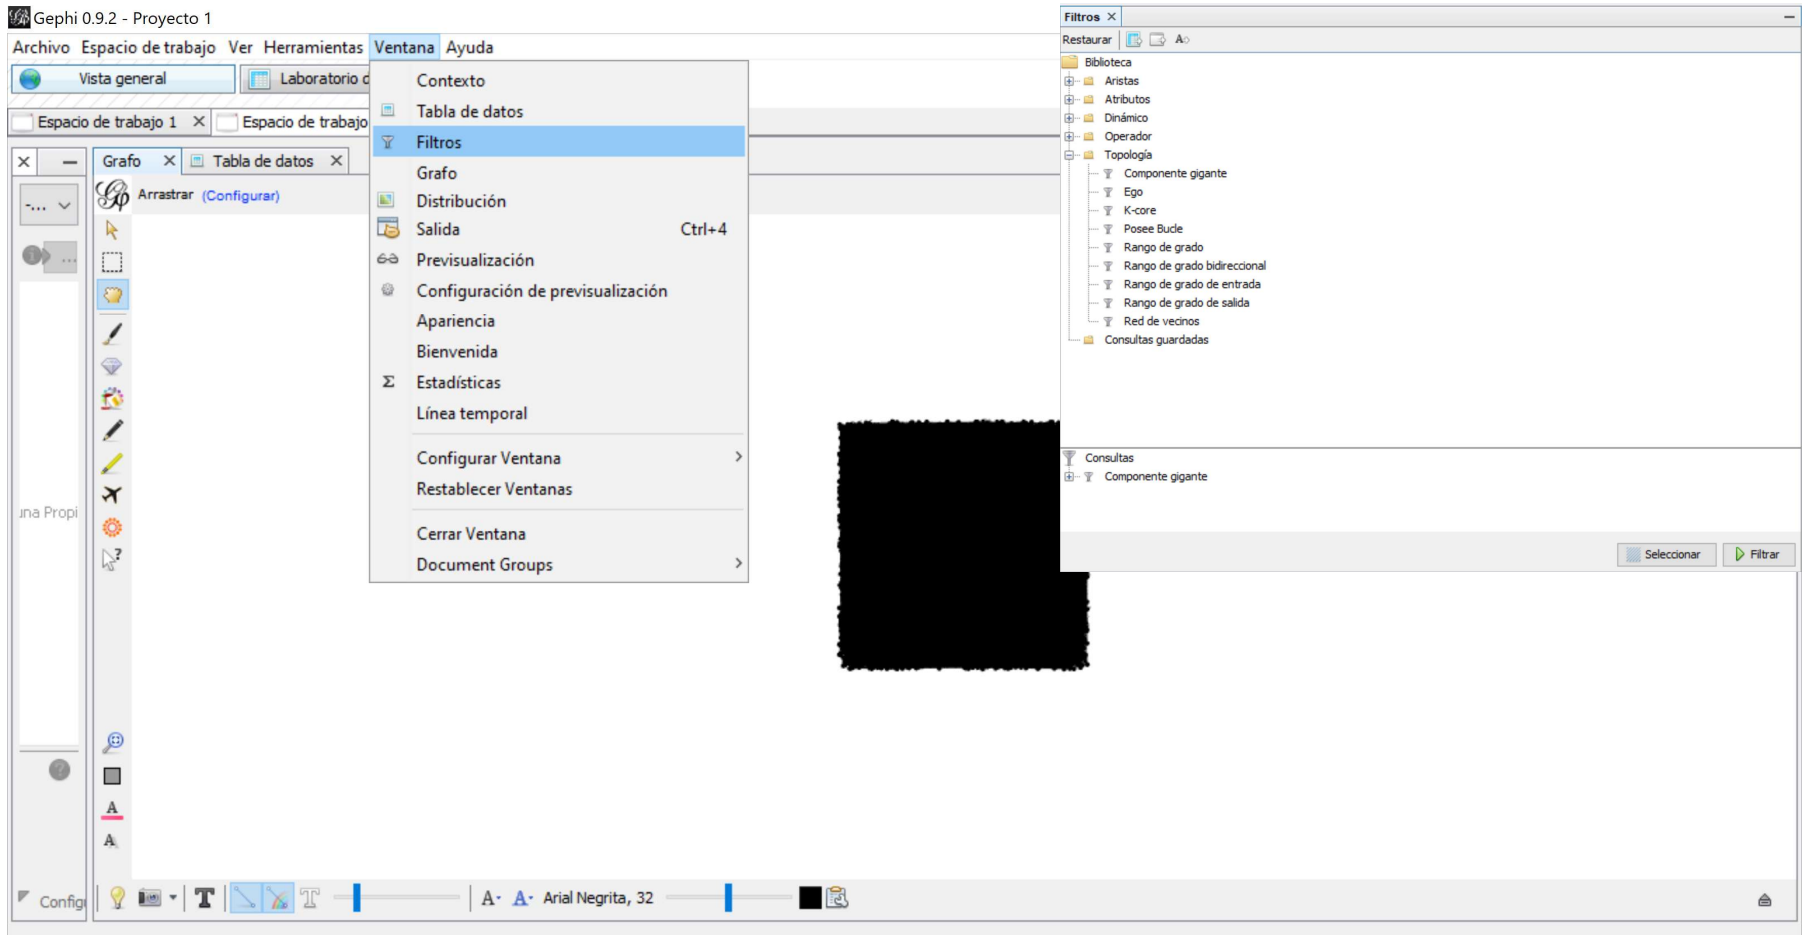 Gephi 0.9.2 - Proyecto 1
Archivo Espacio de trabajo Ver Herramientas Ventana Ayuda
Vista general
Laboratorio d
Espacio de trabajo 1
Espacio de trabajo
Grafo
Tabla de datos
-...
Arrastrar (Configurar)
...
una Propi
Config
Contexto
Tabla de datos
Filtros
Grafo
Distribución
Salida Ctrl+4
Previsualización
Configuración de previsualización
Apariencia
Bienvenida
Σ Estadísticas
Línea temporal
Configurar Ventana
Restablecer Ventanas
Cerrar Ventana
Document Groups
A
A
T T A- A- Arial Negrita, 32
Filtros
Restaurar
Biblioteca
Aristas
Atributos
Dinámico
Operador
Topología
Componente gigante
Ego
K-core
Posee Bucle
Rango de grado
Rango de grado bidireccional
Rango de grado de entrada
Rango de grado de salida
Red de vecinos
Consultas guardadas
Consultas
Componente gigante
Seleccionar
Filtrar